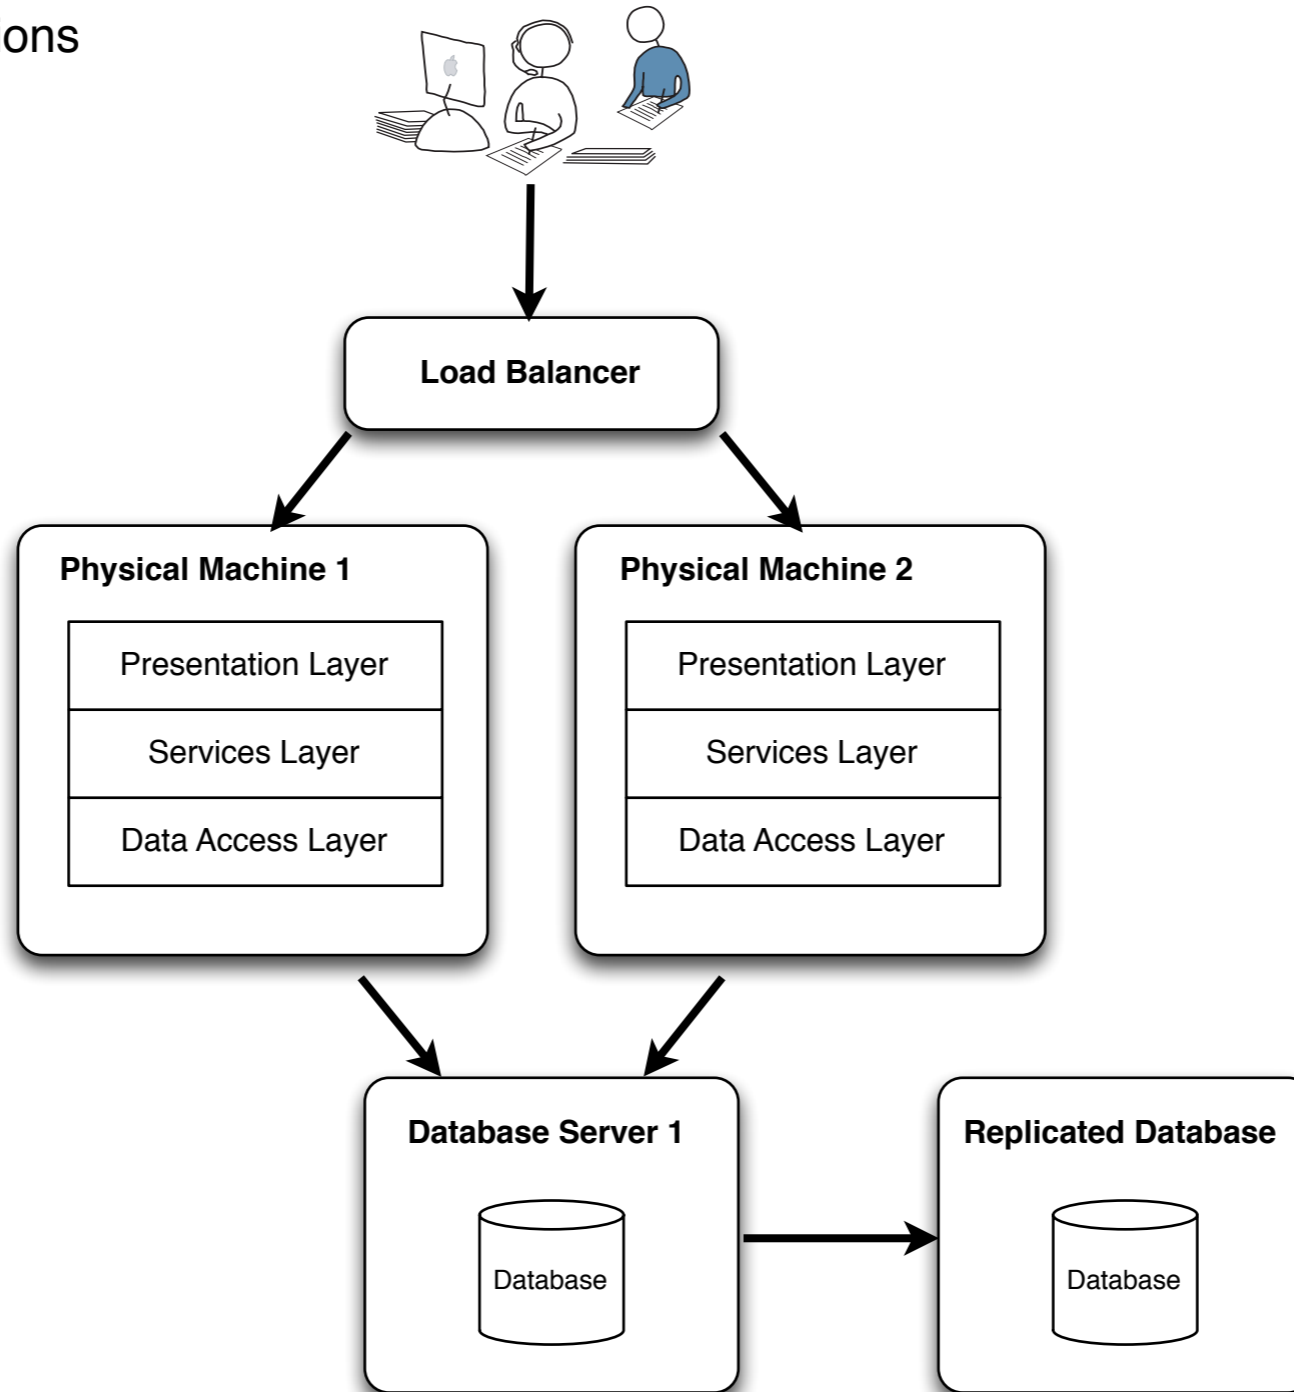 ions
Load Balancer
Physical Machine 1
Presentation Layer
Services Layer
Data Access Layer
Physical Machine 2
Presentation Layer
Services Layer
Data Access Layer
Database Server 1
Database
Replicated Database
Database